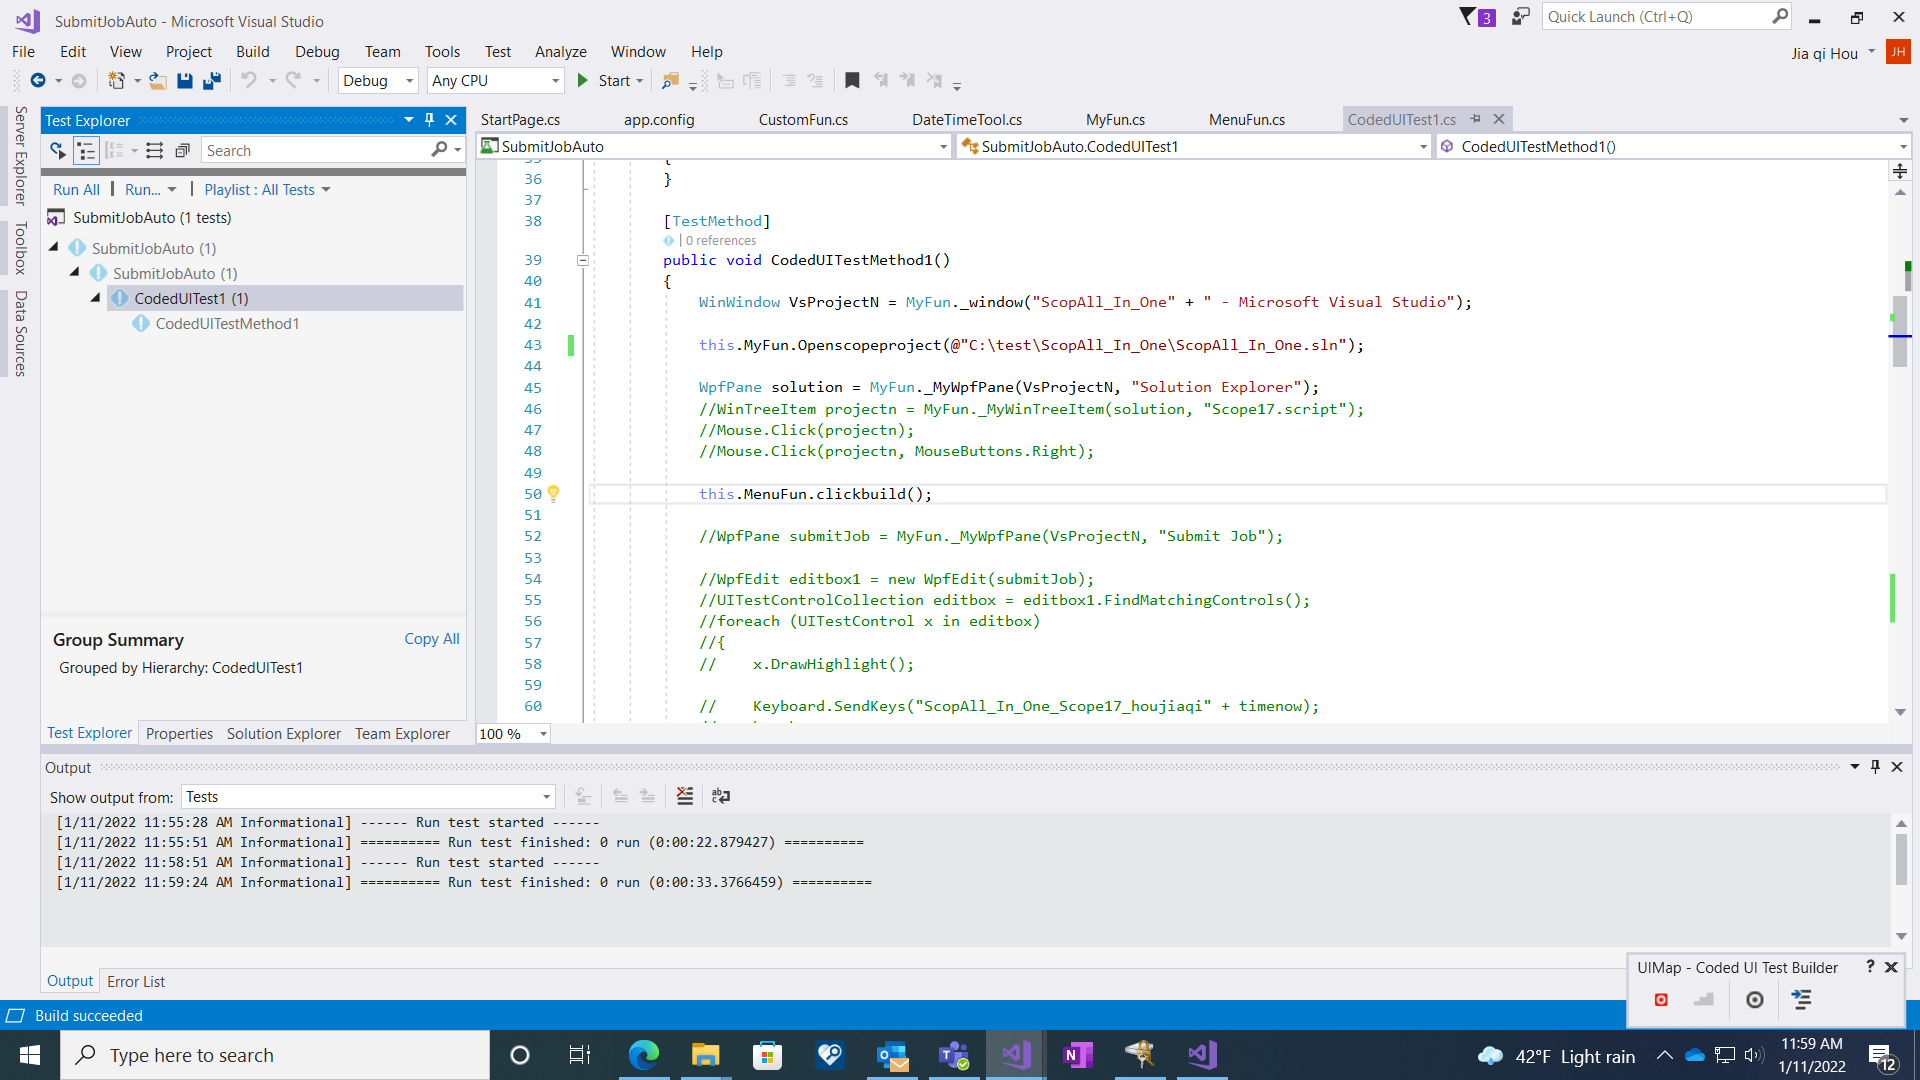 SubmitJobAuto - Microsoft Visual Studio
3
Quick Launch (Ctrl+Q)
File Edit View Project Build Debug Team Tools Test Analyze Window Help
Jia qi Hou JH
Debug Any CPU Start
Server Explorer
Toolbox
Data Sources
Test Explorer
Search
Run All | Run... | Playlist : All Tests
SubmitJobAuto (1 tests)
SubmitJobAuto (1)
SubmitJobAuto (1)
CodedUITest1 (1)
CodedUITestMethod1
Group Summary Copy All
Grouped by Hierarchy: CodedUITest1
Test Explorer Properties Solution Explorer Team Explorer
StartPage.cs app.config CustomFun.cs DateTimeTool.cs MyFun.cs MenuFun.cs CodedUITest1.cs
SubmitJobAuto SubmitJobAuto.CodedUITest1 CodedUITestMethod1()
35 {
36 }
37
38 [TestMethod]
| 0 references
39 public void CodedUITestMethod1()
40 {
41 WinWindow VsProjectN = MyFun._window("ScopAll_In_One" + " - Microsoft Visual Studio");
42
43 this.MyFun.Openscopeproject(@"C:\test\ScopAll_In_One\ScopAll_In_One.sln");
44
45 WpfPane solution = MyFun._MyWpfPane(VsProjectN, "Solution Explorer");
46 //WinTreeItem projectn = MyFun._MyWinTreeItem(solution, "Scope17.script");
47 //Mouse.Click(projectn);
48 //Mouse.Click(projectn, MouseButtons.Right);
49
50 this.MenuFun.clickbuild();
51
52 //WpfPane submitJob = MyFun._MyWpfPane(VsProjectN, "Submit Job");
53
54 //WpfEdit editbox1 = new WpfEdit(submitJob);
55 //UITestControlCollection editbox = editbox1.FindMatchingControls();
56 //foreach (UITestControl x in editbox)
57 //{
58 // x.DrawHighlight();
59
60 // Keyboard.SendKeys("ScopAll_In_One_Scope17_houjiaqi" + timenow);
100 %
Output
Show output from: Tests
[1/11/2022 11:55:28 AM Informational] ------ Run test started ------
[1/11/2022 11:55:51 AM Informational] ========== Run test finished: 0 run (0:00:22.879427) ==========
[1/11/2022 11:58:51 AM Informational] ------ Run test started ------
[1/11/2022 11:59:24 AM Informational] ========== Run test finished: 0 run (0:00:33.3766459) ==========
Output Error List
UIMap - Coded UI Test Builder ?
Build succeeded
Type here to search
42°F Light rain
11:59 AM
1/11/2022
12